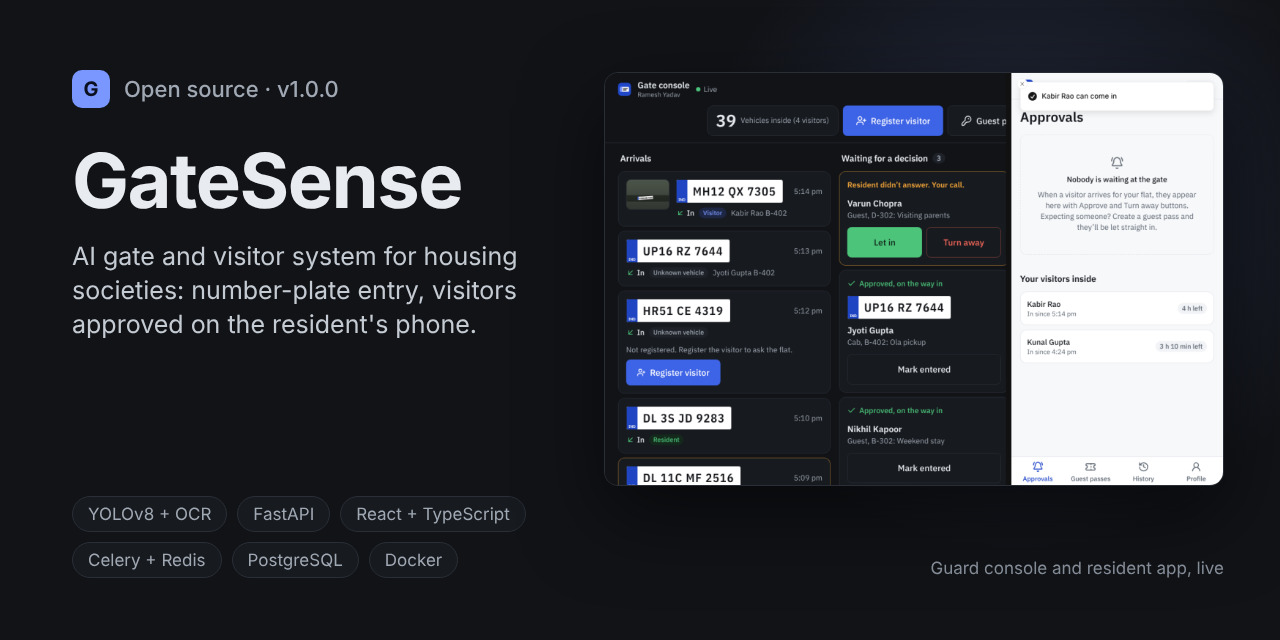 G
Open source · v1.0.0
GateSense
AI gate and visitor system for housing
societies: number-plate entry, visitors
approved on the resident's phone.
YOLOv8 + OCR
FastAPI
React + TypeScript
Celery + Redis
PostgreSQL
Docker
Gate console
Live
Ramesh Yadav
39 Vehicles inside (4 visitors)
Register visitor
Guest p
Arrivals
MH12 QX 7305
5:14 pm
In Visitor Kabir Rao B-402
UP16 RZ 7644
5:13 pm
In Unknown vehicle Jyoti Gupta B-402
HR51 CE 4319
5:12 pm
In Unknown vehicle
Not registered. Register the visitor to ask the flat.
Register visitor
DL 3S JD 9283
5:10 pm
In Resident
DL 11C MF 2516
5:09 pm
Waiting for a decision 3
Resident didn't answer. Your call.
Varun Chopra
Guest, D-302: Visiting parents
Let in
Turn away
Approved, on the way in
UP16 RZ 7644
Jyoti Gupta
Cab, B-402: Ola pickup
Mark entered
Approved, on the way in
Nikhil Kapoor
Guest, B-302: Weekend stay
Mark entered
Kabir Rao can come in
Approvals
Nobody is waiting at the gate
When a visitor arrives for your flat, they appear
here with Approve and Turn away buttons.
Expecting someone? Create a guest pass and
they'll be let straight in.
Your visitors inside
Kabir Rao
In since 5:14 pm
4 h left
Kunal Gupta
In since 4:24 pm
3 h 10 min left
Approvals
Guest passes
History
Profile
Guard console and resident app, live